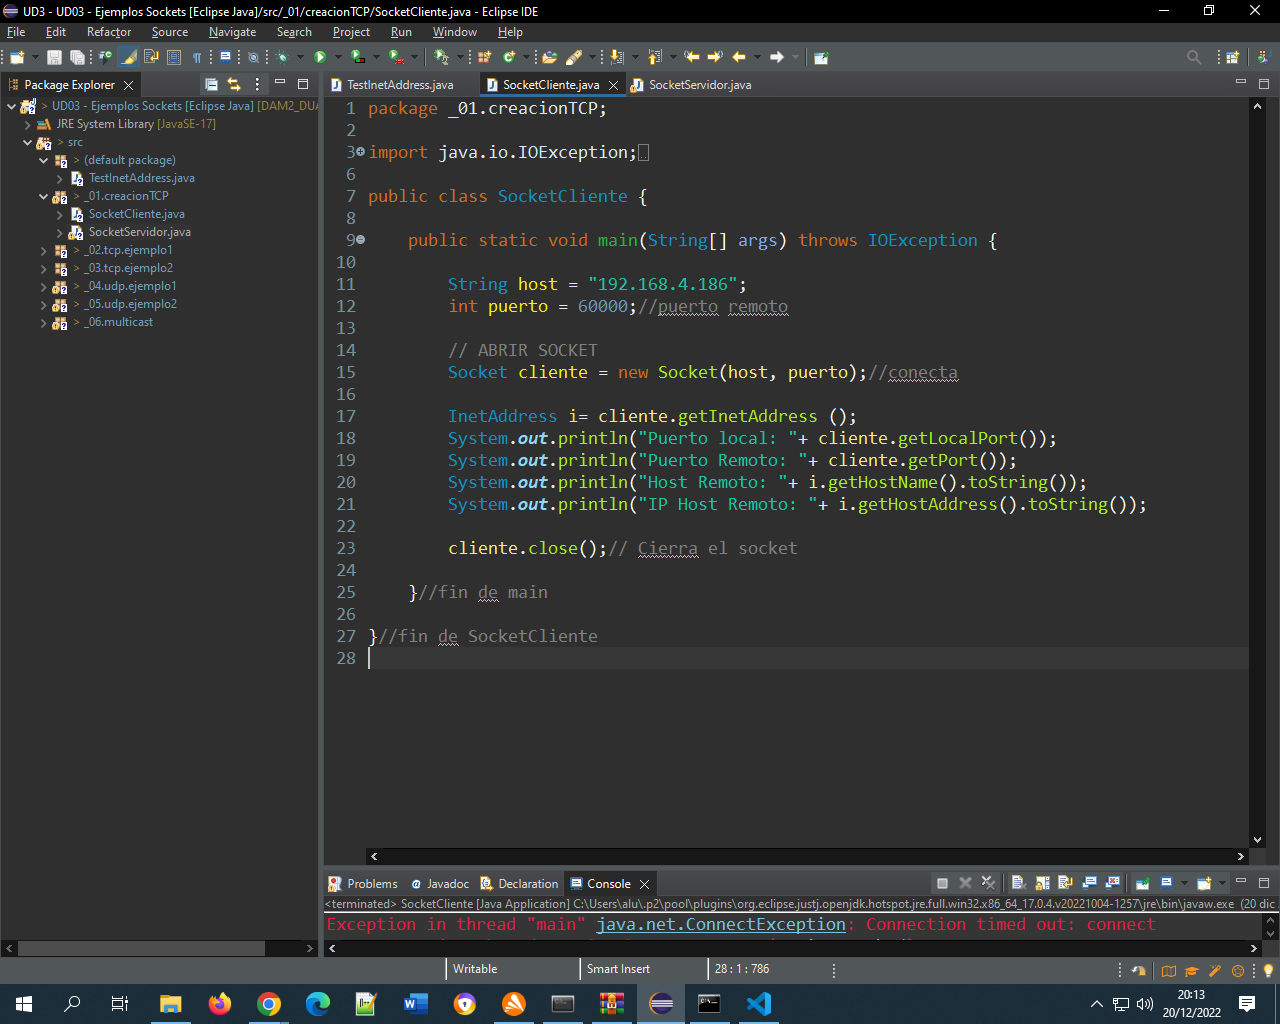 UD3 - UD03 - Ejemplos Sockets [Eclipse Java]/src/_01/creacionTCP/SocketCliente.java - Eclipse IDE
File Edit Refactor Source Navigate Search Project Run Window Help
Package Explorer
TestInetAddress.java SocketCliente.java SocketServidor.java
> UD03 - Ejemplos Sockets [Eclipse Java] [DAM2_DUA
JRE System Library [JavaSE-17]
> src
> (default package)
TestInetAddress.java
> _01.creacionTCP
SocketCliente.java
SocketServidor.java
> _02.tcp.ejemplo1
> _03.tcp.ejemplo2
> _04.udp.ejemplo1
> _05.udp.ejemplo2
> _06.multicast
1 package _01.creacionTCP;
2
3 import java.io.IOException;
6
7 public class SocketCliente {
8
9 public static void main(String[] args) throws IOException {
10
11 String host = "192.168.4.186";
12 int puerto = 60000;//puerto remoto
13
14 // ABRIR SOCKET
15 Socket cliente = new Socket(host, puerto);//conecta
16
17 InetAddress i= cliente.getInetAddress ();
18 System.out.println("Puerto local: "+ cliente.getLocalPort());
19 System.out.println("Puerto Remoto: "+ cliente.getPort());
20 System.out.println("Host Remoto: "+ i.getHostName().toString());
21 System.out.println("IP Host Remoto: "+ i.getHostAddress().toString());
22
23 cliente.close();// Cierra el socket
24
25 }//fin de main
26
27 }//fin de SocketCliente
28
Problems Javadoc Declaration Console
<terminated> SocketCliente [Java Application] C:\Users\alu\.p2\pool\plugins\org.eclipse.justj.openjdk.hotspot.jre.full.win32.x86_64_17.0.4.v20221004-1257\jre\bin\javaw.exe (20 dic
Exception in thread "main" java.net.ConnectException: Connection timed out: connect
Writable Smart Insert 28 : 1 : 786
20:13
20/12/2022